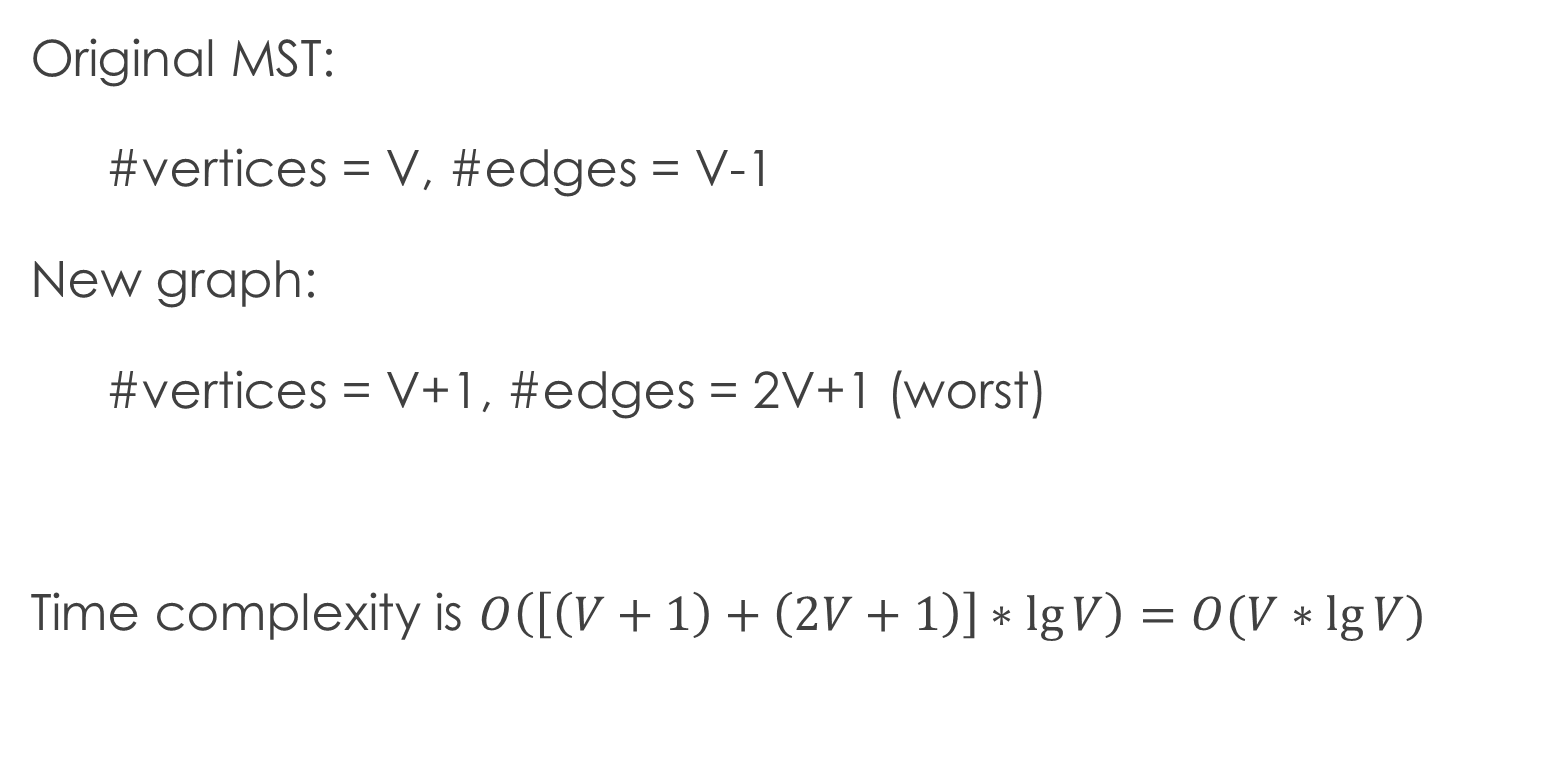 Original MST:
#vertices = V, #edges = V-1
New graph:
#vertices = V+1, #edges = 2V+1 (worst)
Time complexity is O([(V + 1) + (2V + 1)] * lg V) = O(V * lg V)